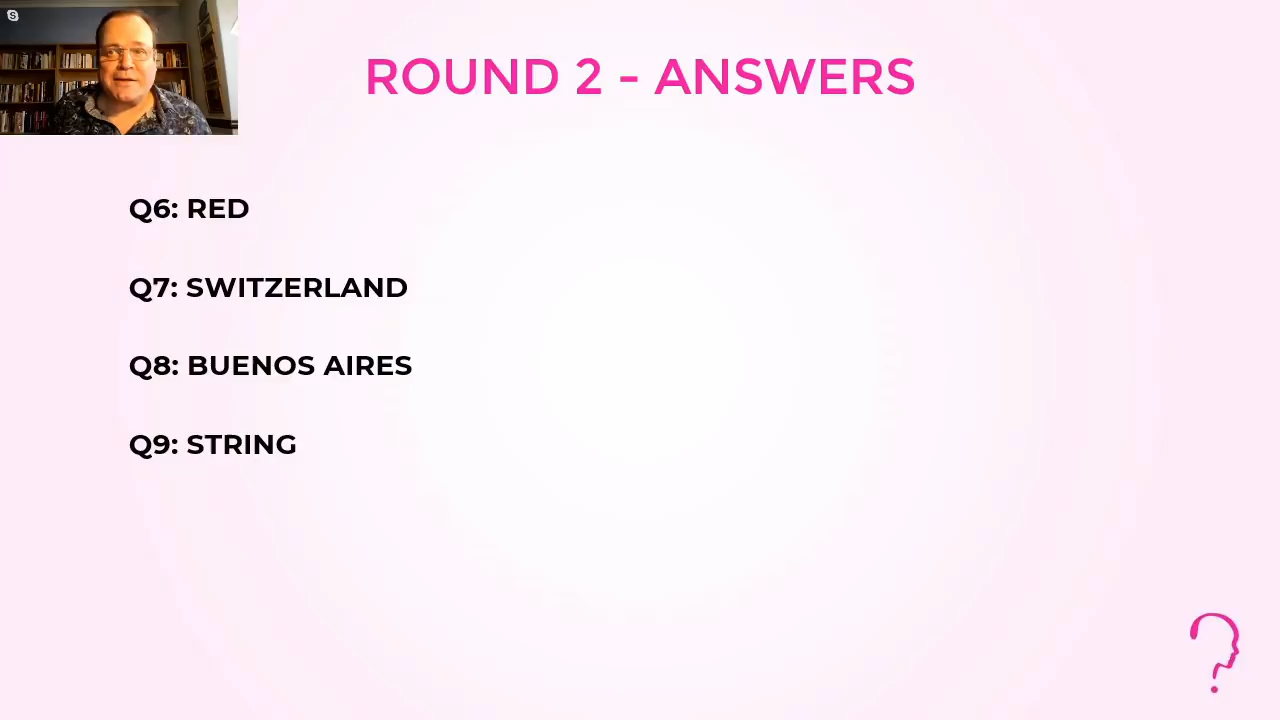 ROUND 2 - ANSWERS
Q6: RED
Q7: SWITZERLAND
Q8: BUENOS AIRES
Q9: STRING